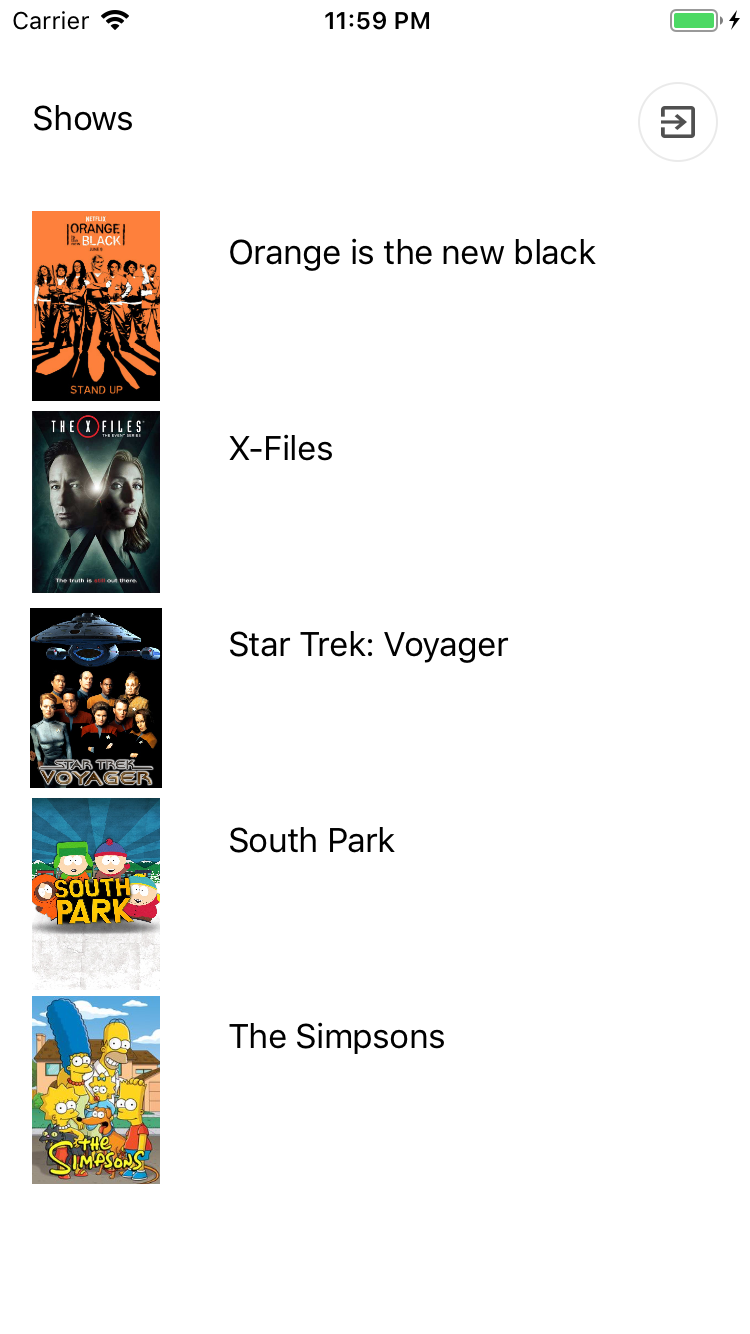 Carrier 11:59 PM
Shows
NETFLIX
ORANGE
IS THE NEW
BLACK
JUNE 9
STAND UP
Orange is the new black
THE X FILES
THE EVENT SERIES
The truth is still out there.
X-Files
STAR TREK
VOYAGER
Star Trek: Voyager
SOUTH
PARK
South Park
THE
SIMPSONS
The Simpsons